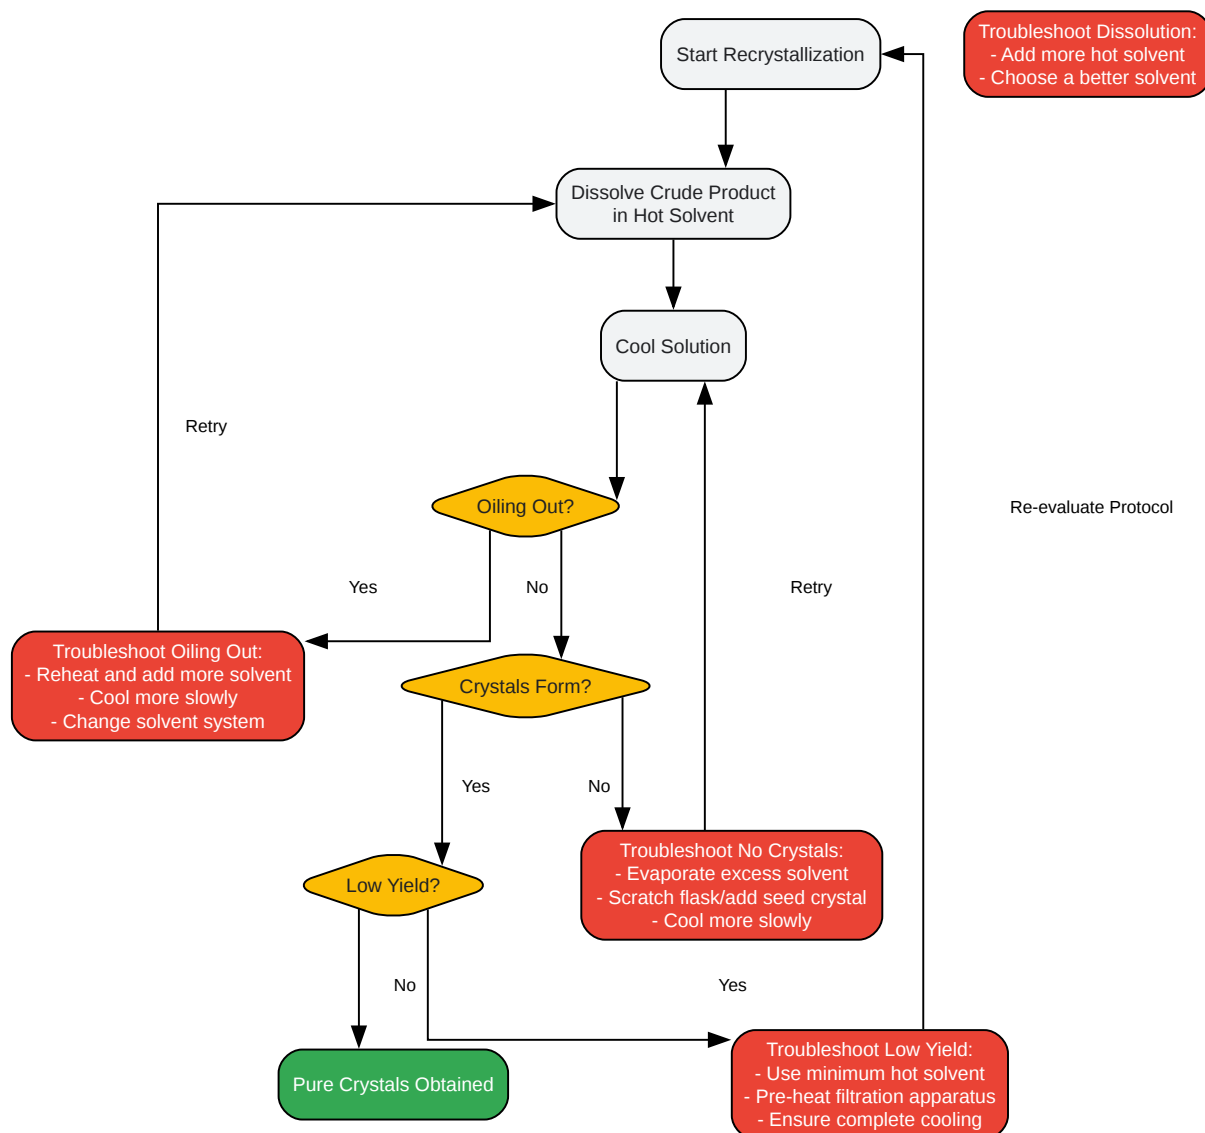 Start Recrystallization
Troubleshoot Dissolution:
- Add more hot solvent
- Choose a better solvent
Dissolve Crude Product
in Hot Solvent
Cool Solution
Retry
Oiling Out?
Re-evaluate Protocol
Yes
No
Retry
Troubleshoot Oiling Out:
- Reheat and add more solvent
- Cool more slowly
- Change solvent system
Crystals Form?
Yes
No
Troubleshoot No Crystals:
- Evaporate excess solvent
- Scratch flask/add seed crystal
- Cool more slowly
Low Yield?
No
Yes
Pure Crystals Obtained
Troubleshoot Low Yield:
- Use minimum hot solvent
- Pre-heat filtration apparatus
- Ensure complete cooling